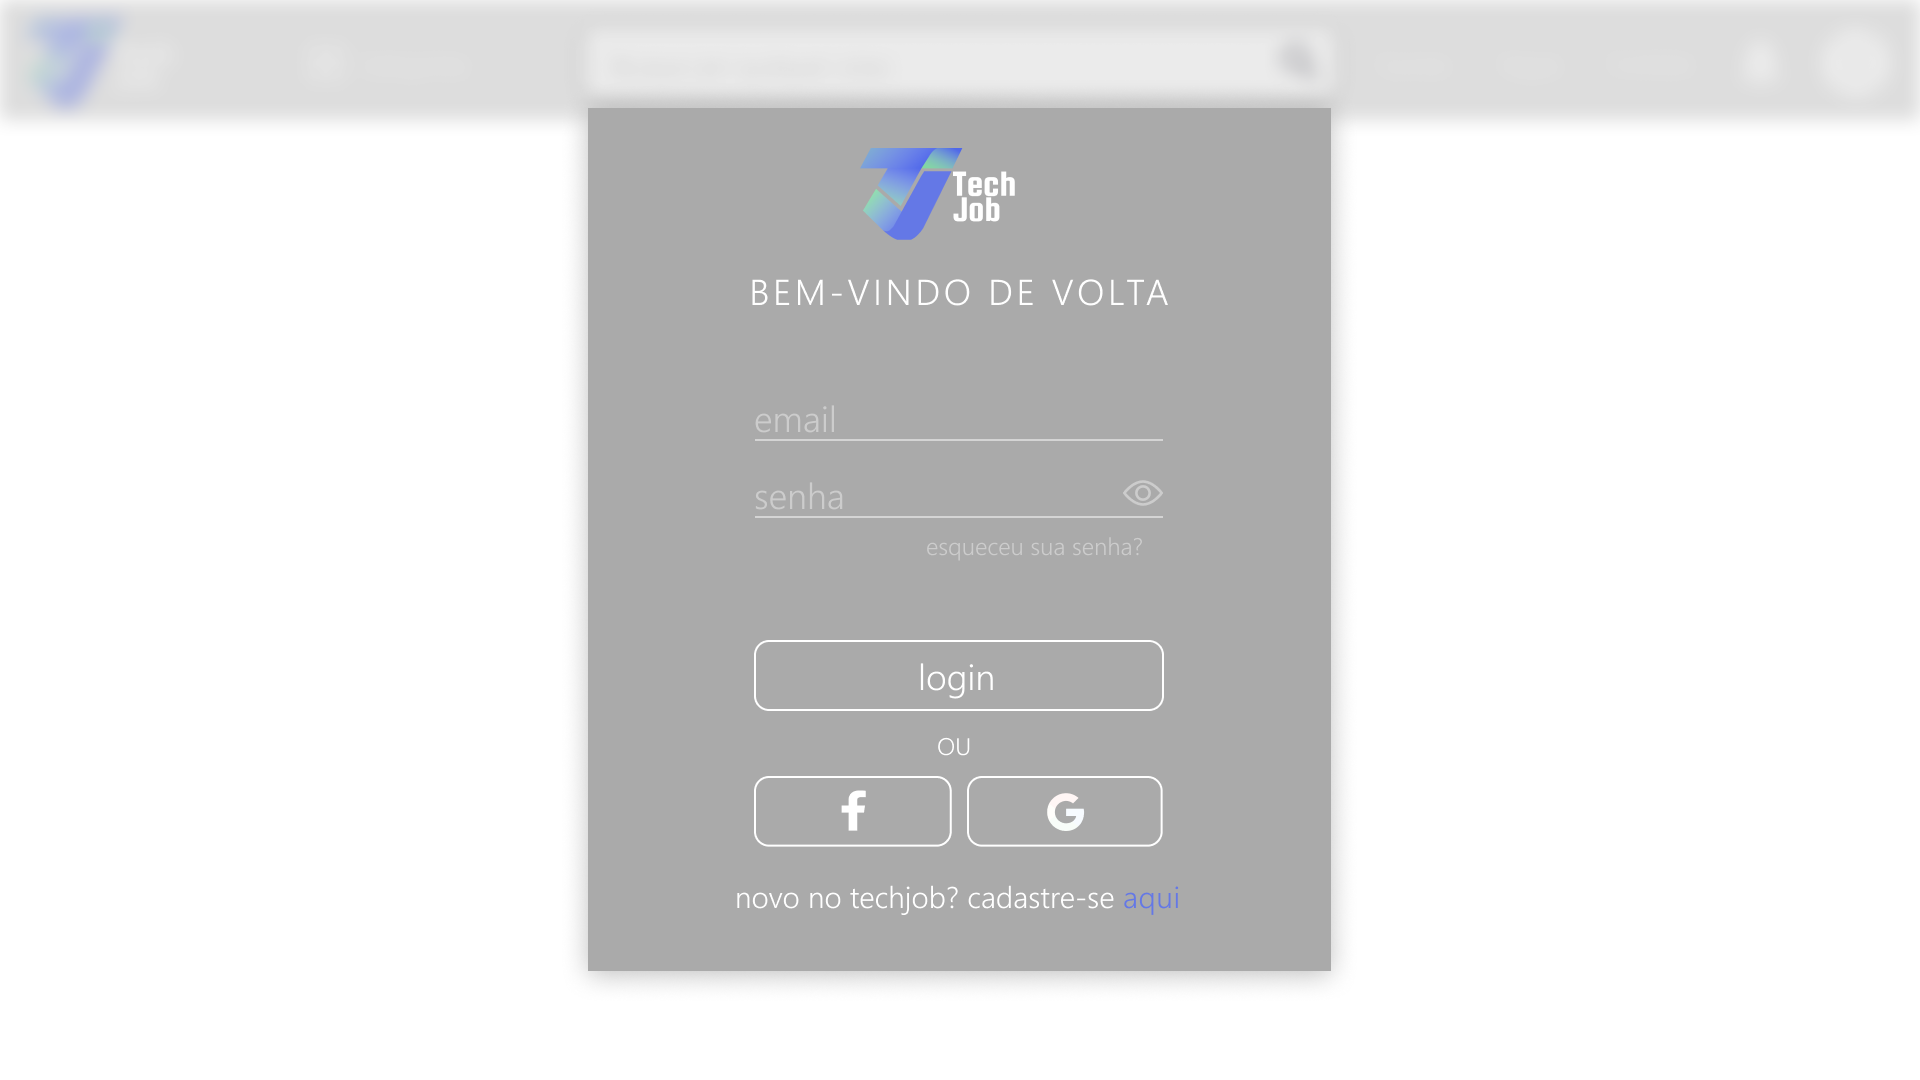 Tech
Job
BEM-VINDO DE VOLTA
email
senha
esqueceu sua senha?
login
OU
novo no techjob? cadastre-se aqui